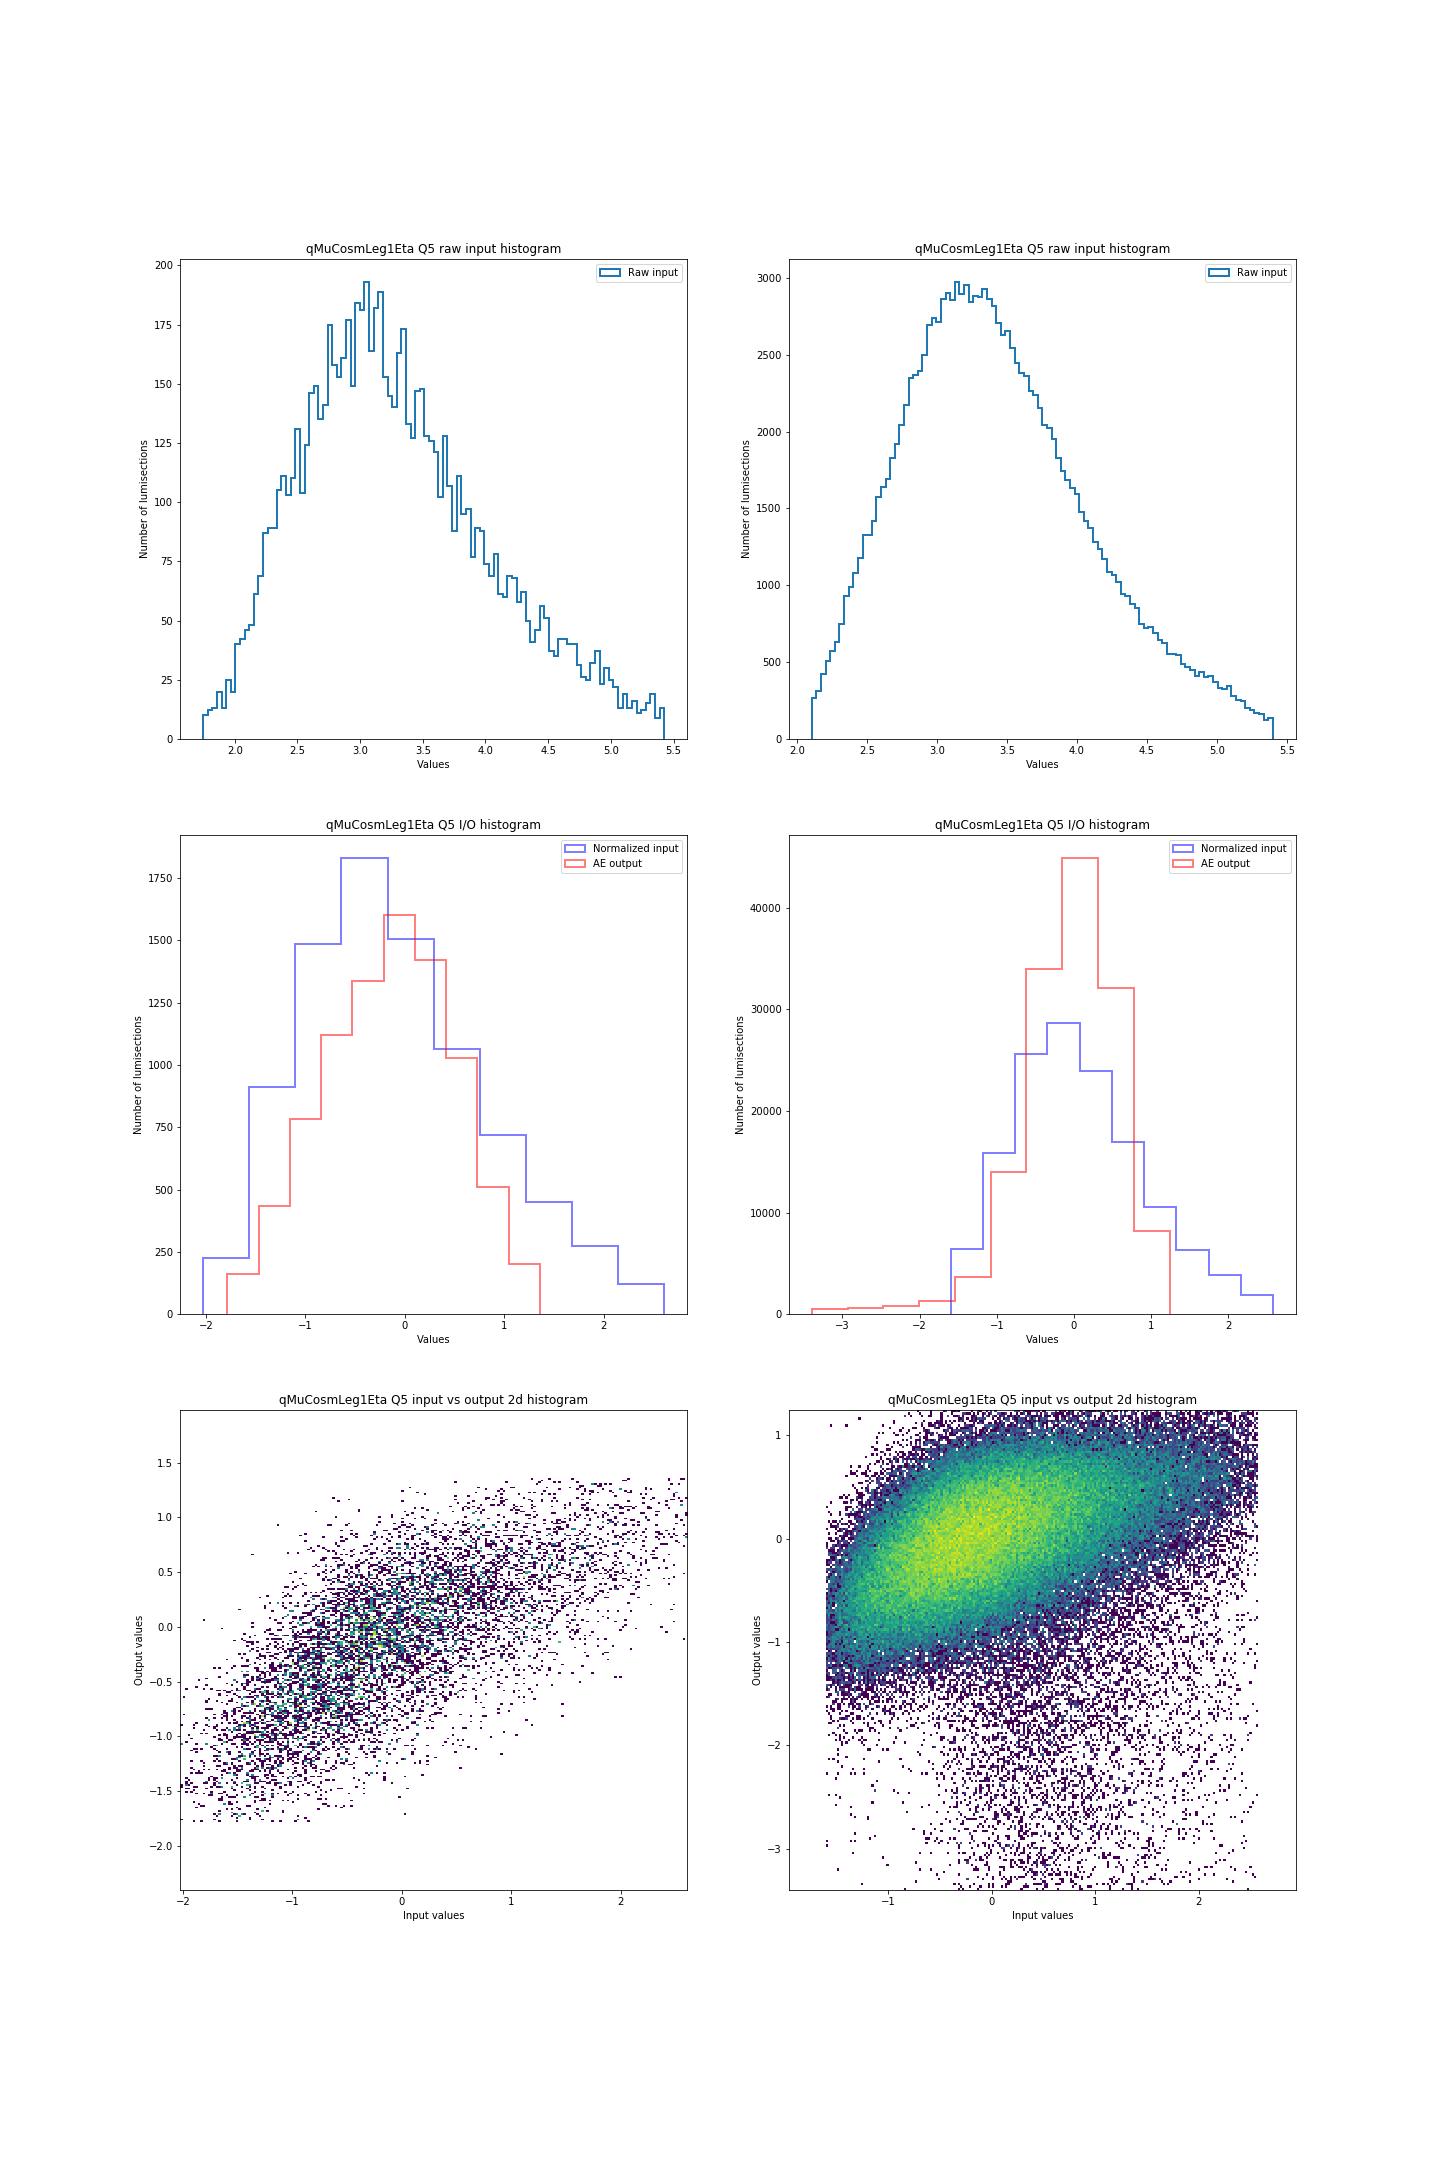 qMuCosmLeg1Eta Q5 raw input histogram
Raw input
200
175
150
125
100
75
50
25
0
Number of lumisections
2.0 2.5 3.0 3.5 4.0 4.5 5.0 5.5
Values
qMuCosmLeg1Eta Q5 raw input histogram
Raw input
3000
2500
2000
1500
1000
500
0
Number of lumisections
2.0 2.5 3.0 3.5 4.0 4.5 5.0 5.5
Values
qMuCosmLeg1Eta Q5 I/O histogram
Normalized input
AE output
1750
1500
1250
1000
750
500
250
0
Number of lumisections
−2 −1 0 1 2
Values
qMuCosmLeg1Eta Q5 I/O histogram
Normalized input
AE output
40000
30000
20000
10000
0
Number of lumisections
−3 −2 −1 0 1 2
Values
qMuCosmLeg1Eta Q5 input vs output 2d histogram
1.5
1.0
0.5
0.0
−0.5
−1.0
−1.5
−2.0
Output values
−2 −1 0 1 2
Input values
qMuCosmLeg1Eta Q5 input vs output 2d histogram
1
0
−1
−2
−3
Output values
−1 0 1 2
Input values